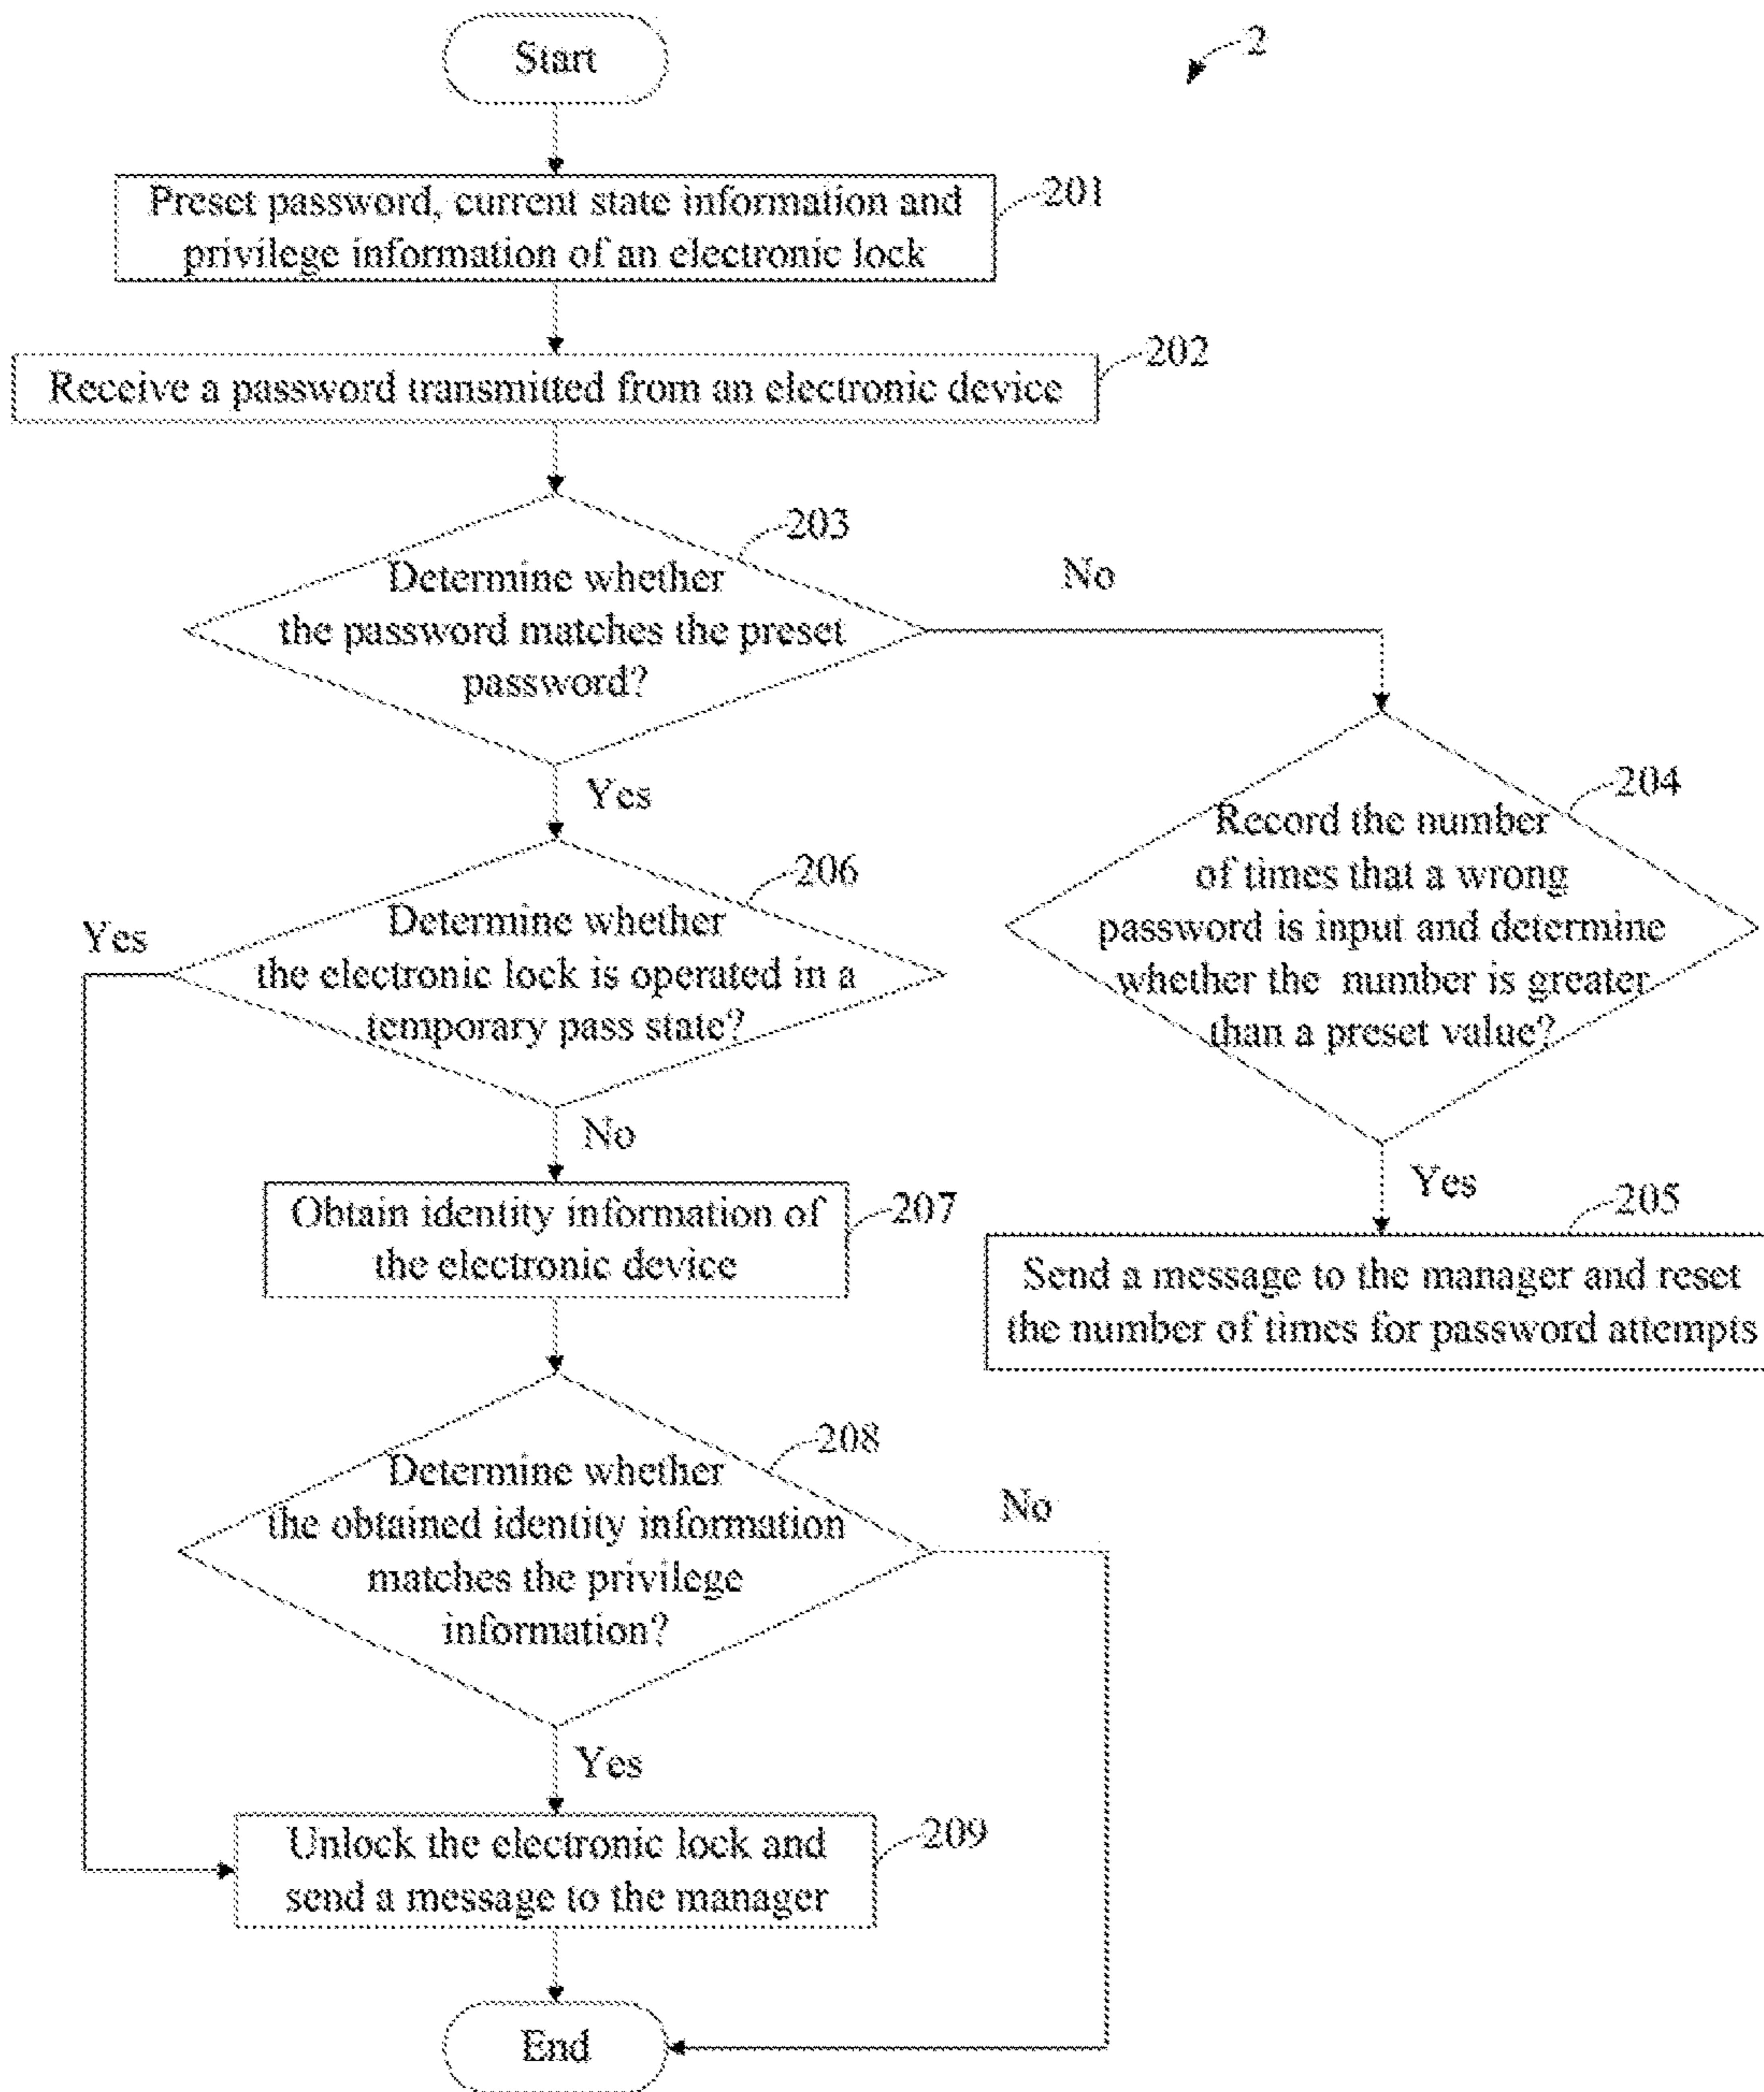 Start
2
Preset password, current state information and
privilege information of an electronic lock
201
Receive a password transmitted from an electronic device
202
203
Determine whether
the password matches the preset
password?
No
Yes
204
Record the number
of times that a wrong
password is input and determine
whether the number is greater
than a preset value?
206
Determine whether
the electronic lock is operated in a
temporary pass state?
Yes
No
Yes
205
Send a message to the manager and reset
the number of times for password attempts
Obtain identity information of
the electronic device
207
208
Determine whether
the obtained identity information
matches the privilege
information?
No
Yes
Unlock the electronic lock and
send a message to the manager
209
End